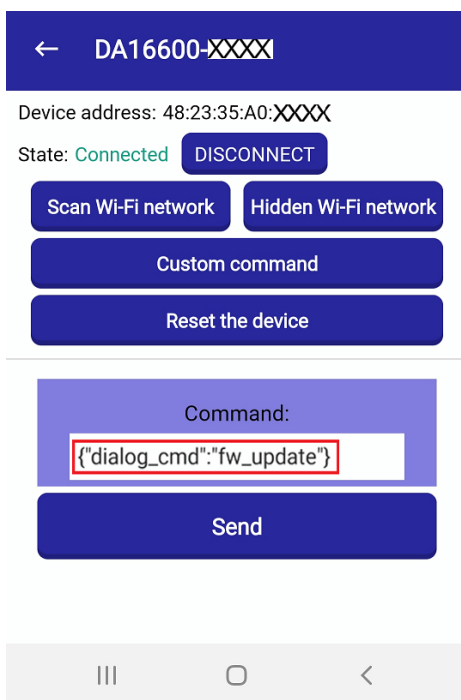 DA16600-XXXX
Device address: 48:23:35:A0:XXXX
State: Connected DISCONNECT
Scan Wi-Fi network Hidden Wi-Fi network
Custom command
Reset the device
Command:
{"dialog_cmd":"fw_update"}
Send